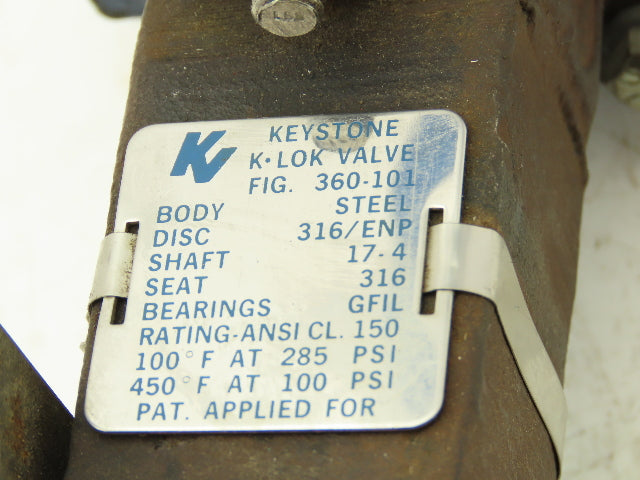 KV KEYSTONE
K·LOK VALVE
FIG. 360-101
BODY STEEL
DISC 316/ENP
SHAFT 17-4
SEAT 316
BEARINGS GFIL
RATING-ANSI CL. 150
100°F AT 285 PSI
450°F AT 100 PSI
PAT. APPLIED FOR